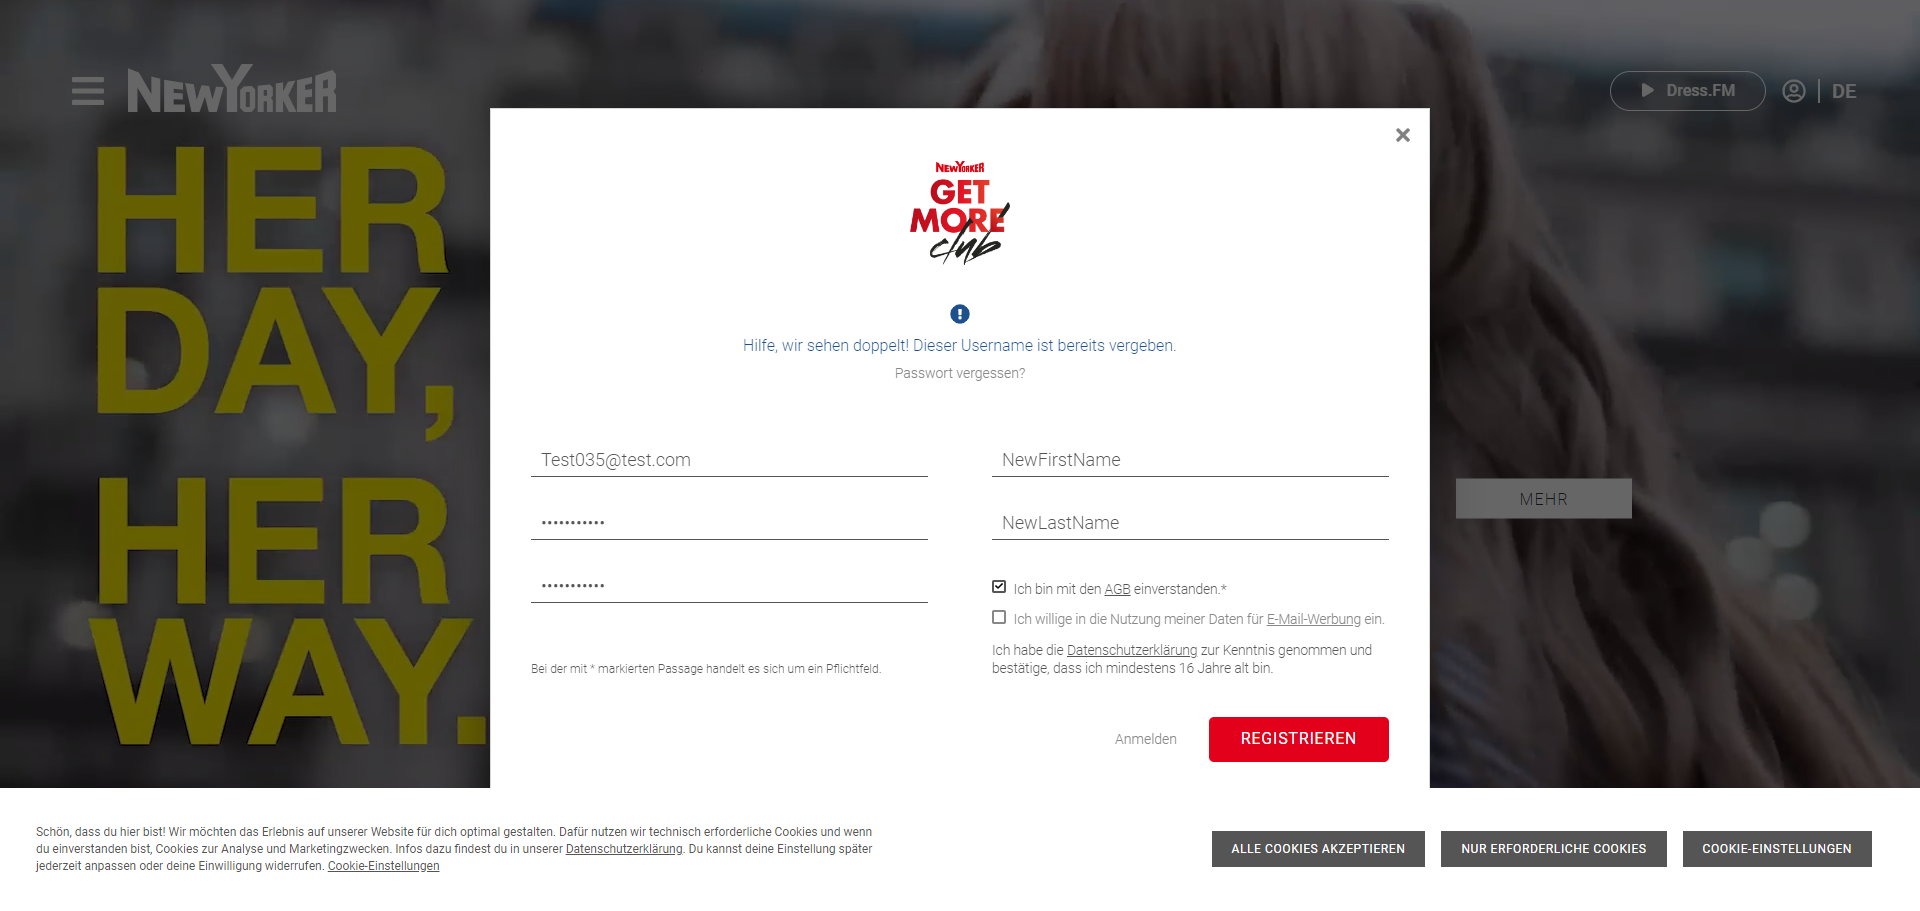 NEWYORKER
Dress.FM
DE
HER
DAY,
HER
WAY.
MEHR
NEWYORKER
GET
MORE
club
Hilfe, wir sehen doppelt! Dieser Username ist bereits vergeben.
Passwort vergessen?
Test035@test.com
•••••••••••
•••••••••••
Bei der mit * markierten Passage handelt es sich um ein Pflichtfeld.
NewFirstName
NewLastName
Ich bin mit den AGB einverstanden.*
Ich willige in die Nutzung meiner Daten für E-Mail-Werbung ein.
Ich habe die Datenschutzerklärung zur Kenntnis genommen und
bestätige, dass ich mindestens 16 Jahre alt bin.
Anmelden
REGISTRIEREN
Schön, dass du hier bist! Wir möchten das Erlebnis auf unserer Website für dich optimal gestalten. Dafür nutzen wir technisch erforderliche Cookies und wenn
du einverstanden bist, Cookies zur Analyse und Marketingzwecken. Infos dazu findest du in unserer Datenschutzerklärung. Du kannst deine Einstellung später
jederzeit anpassen oder deine Einwilligung widerrufen. Cookie-Einstellungen
ALLE COOKIES AKZEPTIEREN
NUR ERFORDERLICHE COOKIES
COOKIE-EINSTELLUNGEN